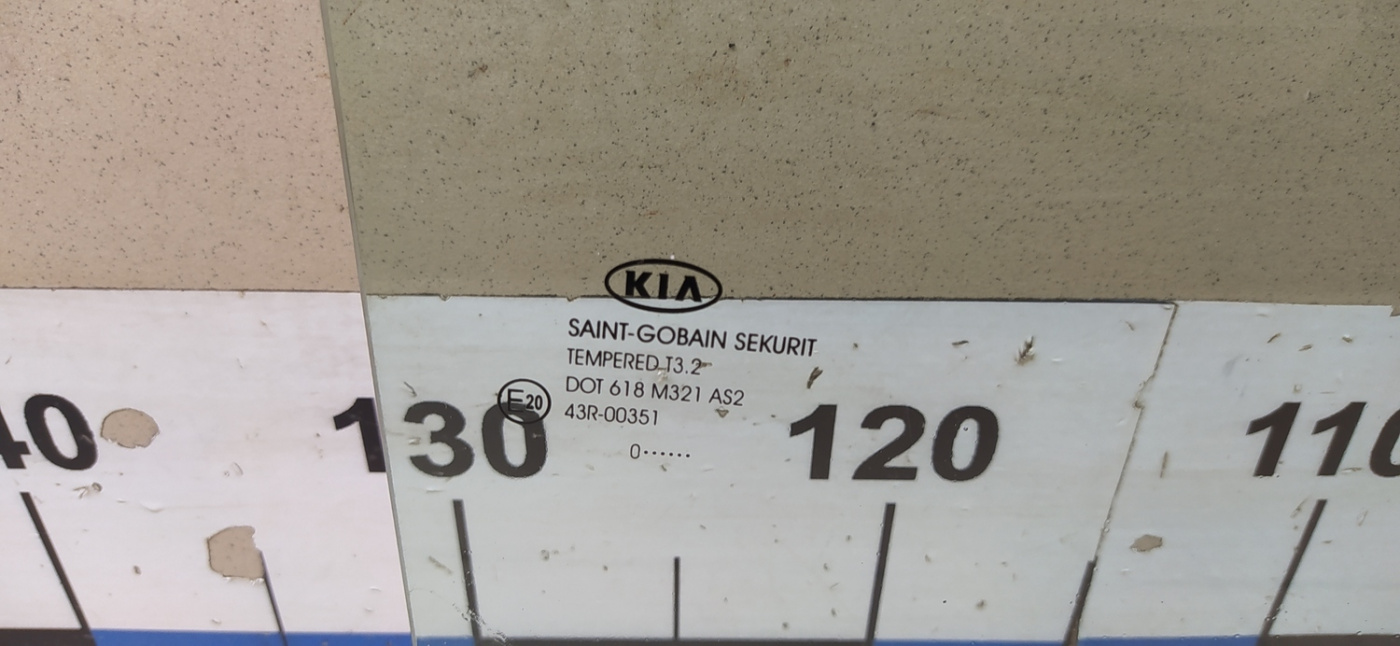 KIA
SAINT-GOBAIN SEKURIT
TEMPERED T3.2
DOT 618 M321 AS2
E20
43R-00351
0······
40 130 120 110